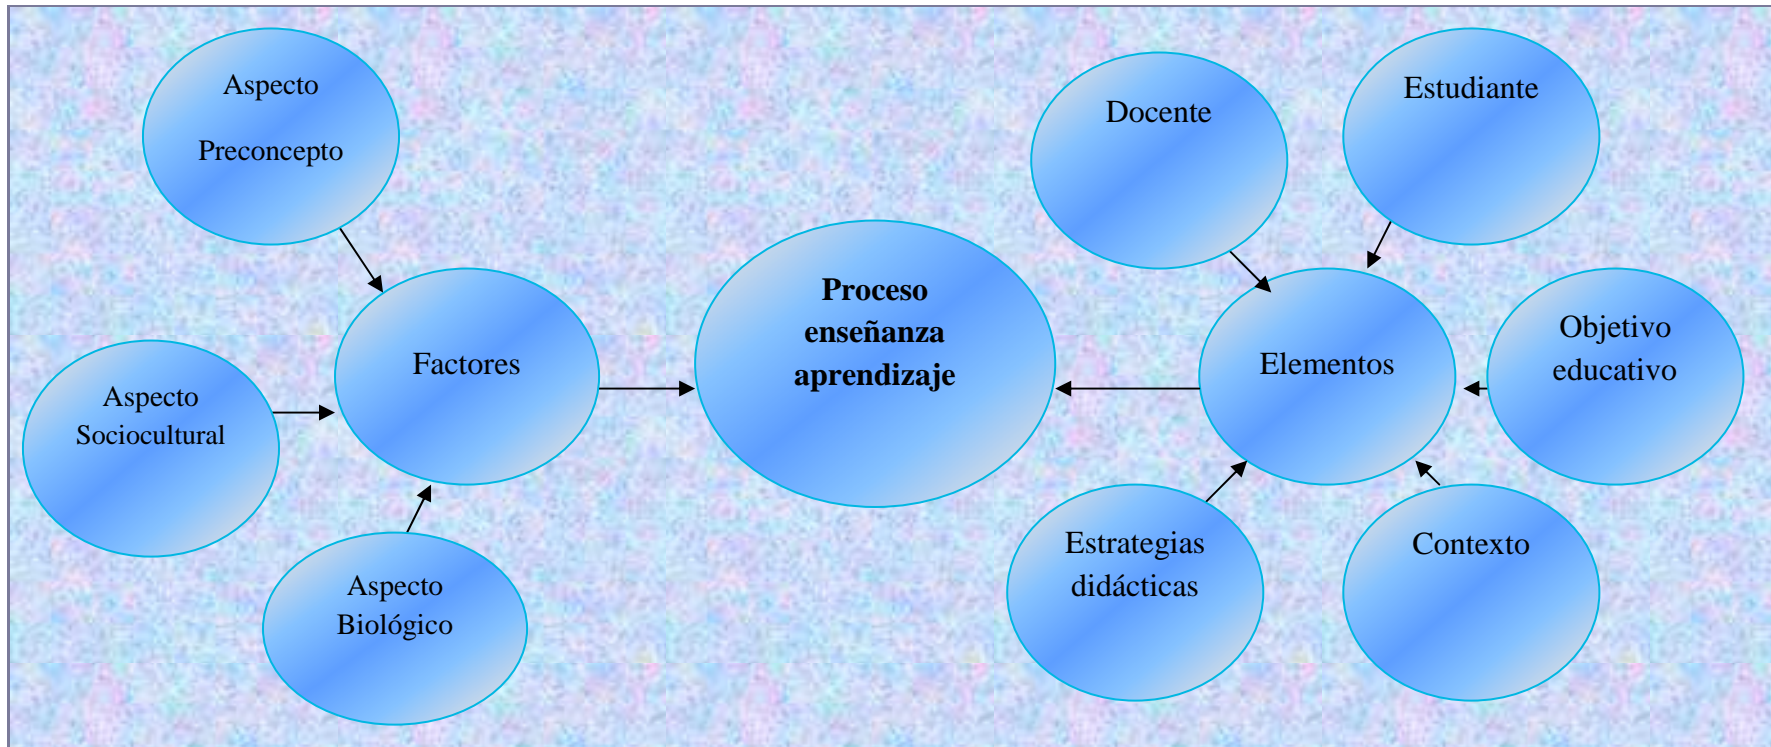 Aspecto
Preconcepto
Docente
Estudiante
Proceso
enseñanza
aprendizaje
Factores
Elementos
Objetivo
educativo
Aspecto
Sociocultural
Aspecto
Biológico
Estrategias
didácticas
Contexto